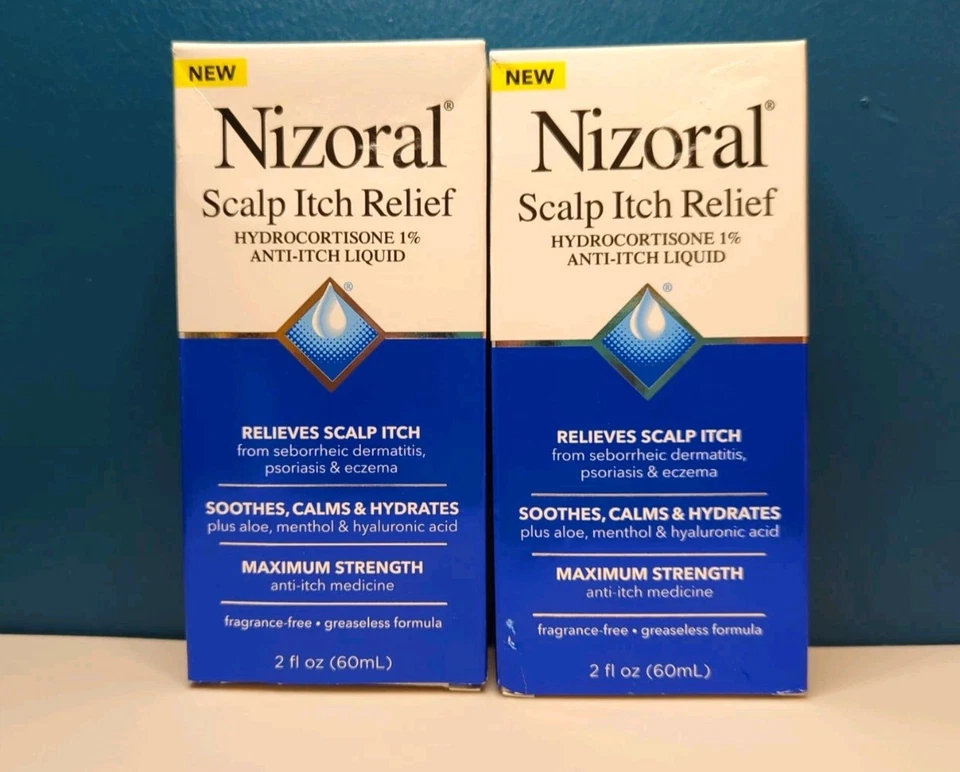 NEW
Nizoral®
Scalp Itch Relief
HYDROCORTISONE 1%
ANTI-ITCH LIQUID
®
RELIEVES SCALP ITCH
from seborrheic dermatitis,
psoriasis & eczema
SOOTHES, CALMS & HYDRATES
plus aloe, menthol & hyaluronic acid
MAXIMUM STRENGTH
anti-itch medicine
fragrance-free • greaseless formula
2 fl oz (60mL)
NEW
Nizoral®
Scalp Itch Relief
HYDROCORTISONE 1%
ANTI-ITCH LIQUID
®
RELIEVES SCALP ITCH
from seborrheic dermatitis,
psoriasis & eczema
SOOTHES, CALMS & HYDRATES
plus aloe, menthol & hyaluronic acid
MAXIMUM STRENGTH
anti-itch medicine
fragrance-free • greaseless formula
2 fl oz (60mL)